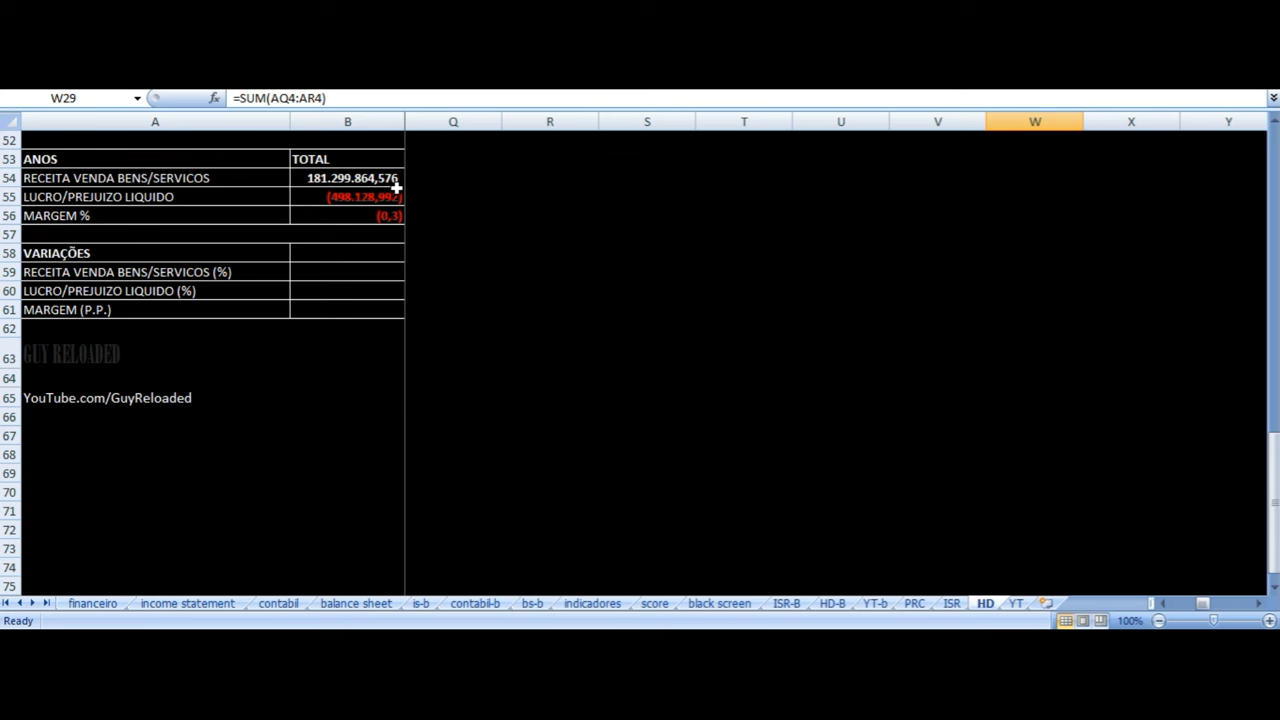 W29 fx =SUM(AQ4:AR4)
A B Q R S T U V W X Y
52
53 ANOS TOTAL
54 RECEITA VENDA BENS/SERVICOS 181.299.864,576
55 LUCRO/PREJUIZO LIQUIDO (498.128,992)
56 MARGEM % (0,3)
57
58 VARIAÇÕES
59 RECEITA VENDA BENS/SERVICOS (%)
60 LUCRO/PREJUIZO LIQUIDO (%)
61 MARGEM (P.P.)
62
63 GUY RELOADED
64
65 YouTube.com/GuyReloaded
66
67
68
69
70
71
72
73
74
75
financeiro income statement contabil balance sheet is-b contabil-b bs-b indicadores score black screen ISR-B HD-B YT-b PRC ISR HD YT
Ready 100%